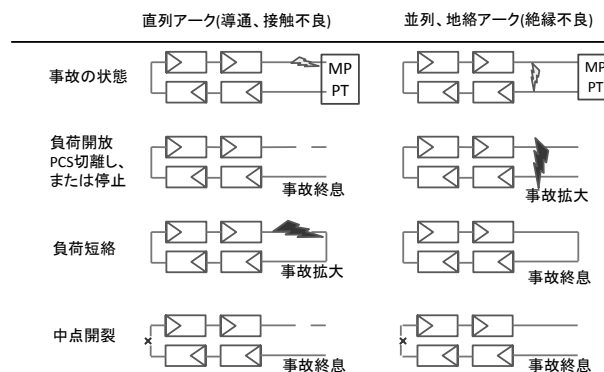 直列アーク(導通、接触不良)
並列、地絡アーク(絶縁不良)
事故の状態
MP
PT
MP
PT
負荷開放
PCS切離し、
または停止
事故終息
事故拡大
負荷短絡
事故拡大
事故終息
中点開裂
×
事故終息
×
事故終息